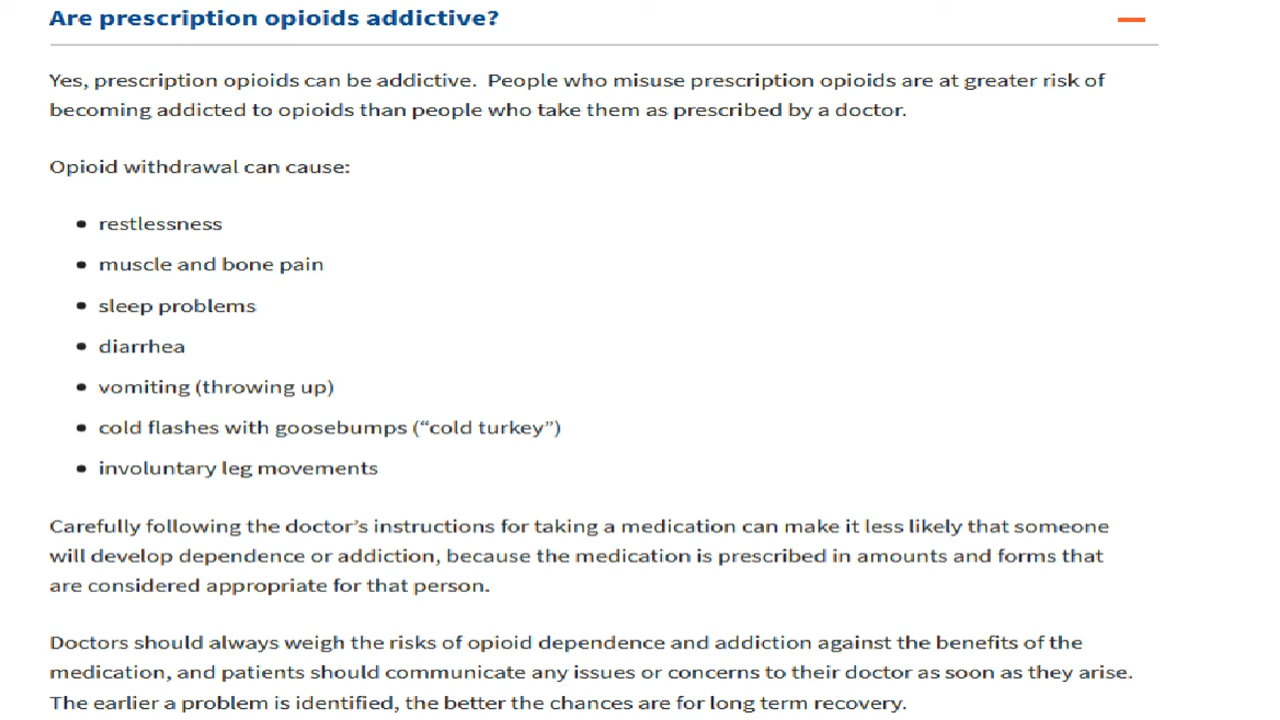 Are prescription opioids addictive?
Yes, prescription opioids can be addictive.  People who misuse prescription opioids are at greater risk of
becoming addicted to opioids than people who take them as prescribed by a doctor.
Opioid withdrawal can cause:
• restlessness
• muscle and bone pain
• sleep problems
• diarrhea
• vomiting (throwing up)
• cold flashes with goosebumps (“cold turkey”)
• involuntary leg movements
Carefully following the doctor’s instructions for taking a medication can make it less likely that someone
will develop dependence or addiction, because the medication is prescribed in amounts and forms that
are considered appropriate for that person.
Doctors should always weigh the risks of opioid dependence and addiction against the benefits of the
medication, and patients should communicate any issues or concerns to their doctor as soon as they arise.
The earlier a problem is identified, the better the chances are for long term recovery.